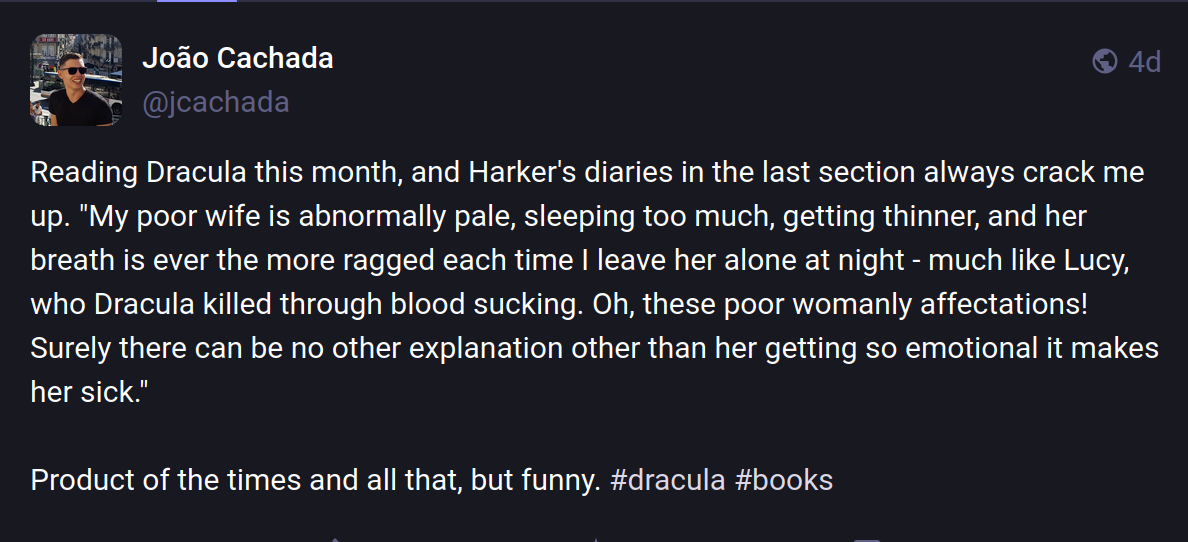 João Cachada
4d
@jcachada
Reading Dracula this month, and Harker's diaries in the last section always crack me
up. "My poor wife is abnormally pale, sleeping too much, getting thinner, and her
breath is ever the more ragged each time I leave her alone at night - much like Lucy,
who Dracula killed through blood sucking. Oh, these poor womanly affectations!
Surely there can be no other explanation other than her getting so emotional it makes
her sick."
Product of the times and all that, but funny. #dracula #books